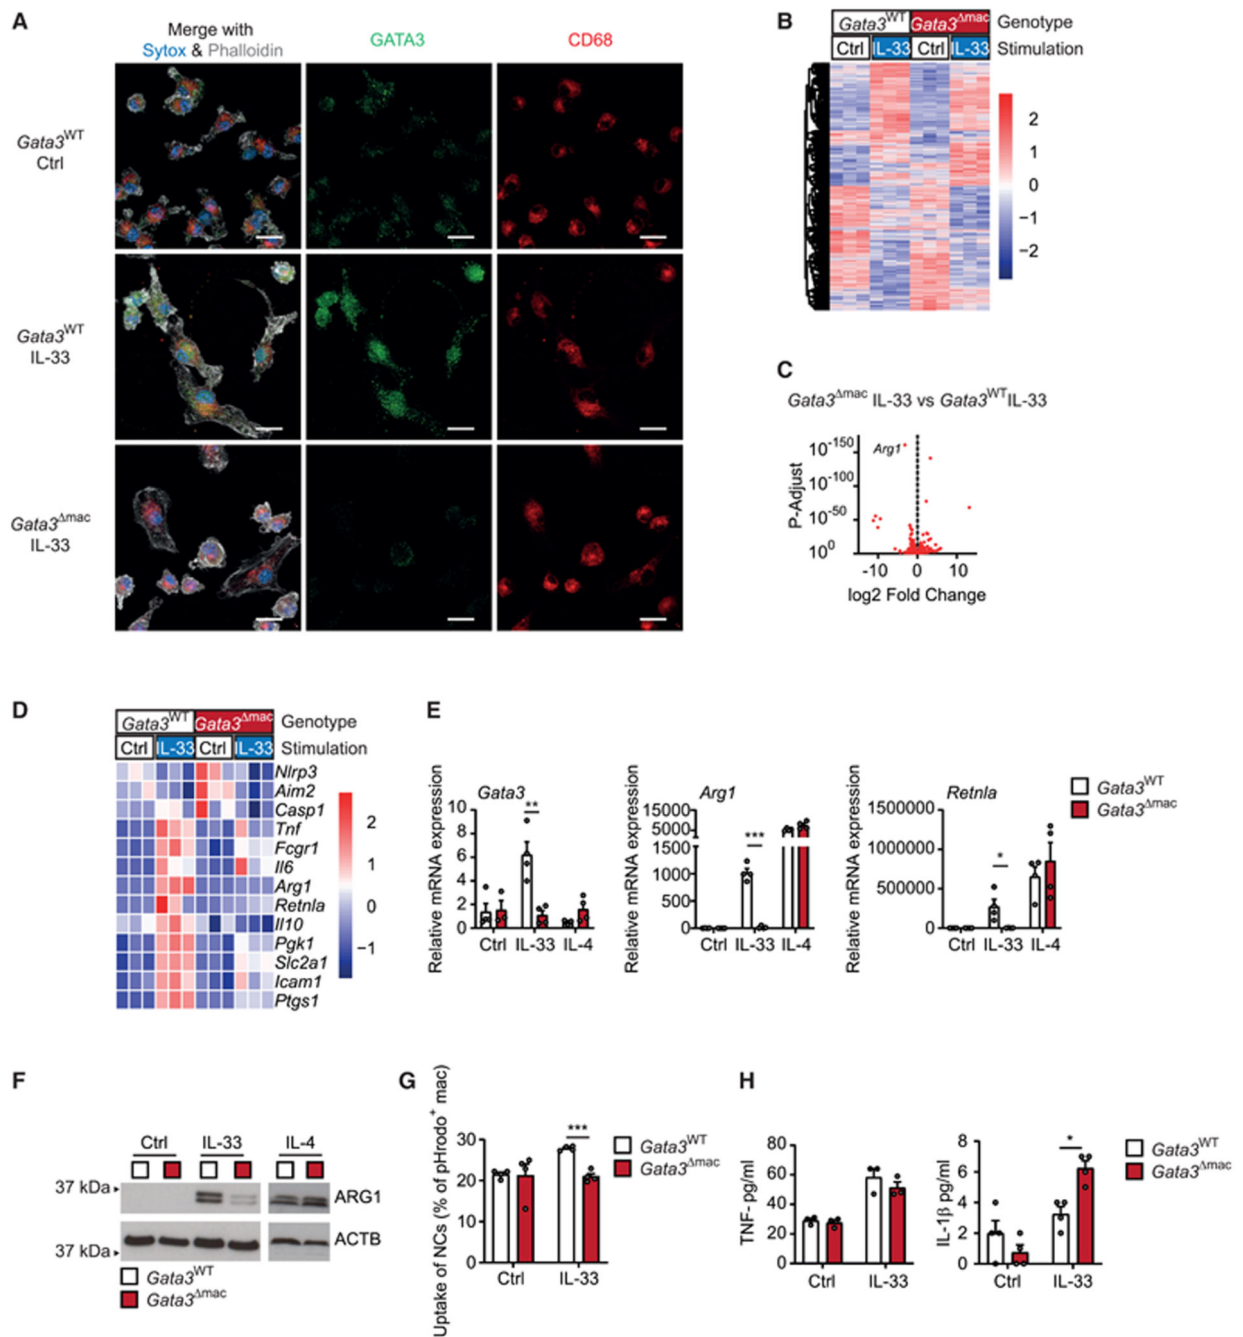 A
Merge with
Sytox & Phalloidin
GATA3
CD68
Gata3WT
Ctrl
Gata3WT
IL-33
Gata3Δmac
IL-33
B
Gata3WT Gata3Δmac Genotype
Ctrl IL-33 Ctrl IL-33 Stimulation
2
1
0
−1
−2
C
Gata3Δmac IL-33 vs Gata3WTIL-33
P-Adjust
10-150
10-100
10-50
100
Arg1
-10 0 10
log2 Fold Change
D
Gata3WT Gata3Δmac Genotype
Ctrl IL-33 Ctrl IL-33 Stimulation
Nlrp3
Aim2
Casp1
Tnf
Fcgr1
Il6
Arg1
Retnla
Il10
Pgk1
Slc2a1
Icam1
Ptgs1
2
1
0
−1
E
Relative mRNA expression
Gata3
10
8
6
4
2
0
**
Ctrl IL-33 IL-4
Relative mRNA expression
Arg1
15000
5000
1500
1000
500
0
***
Ctrl IL-33 IL-4
Relative mRNA expression
Retnla
1500000
1000000
500000
0
*
Ctrl IL-33 IL-4
Gata3WT
Gata3Δmac
F
Ctrl IL-33 IL-4
37 kDa
ARG1
37 kDa
ACTB
Gata3WT
Gata3Δmac
G
Uptake of NCs (% of pHrodo+ mac)
30
20
10
0
***
Ctrl IL-33
Gata3WT
Gata3Δmac
H
TNF- pg/ml
80
60
40
20
0
Ctrl IL-33
IL-1β pg/ml
8
6
4
2
0
*
Ctrl IL-33
Gata3WT
Gata3Δmac